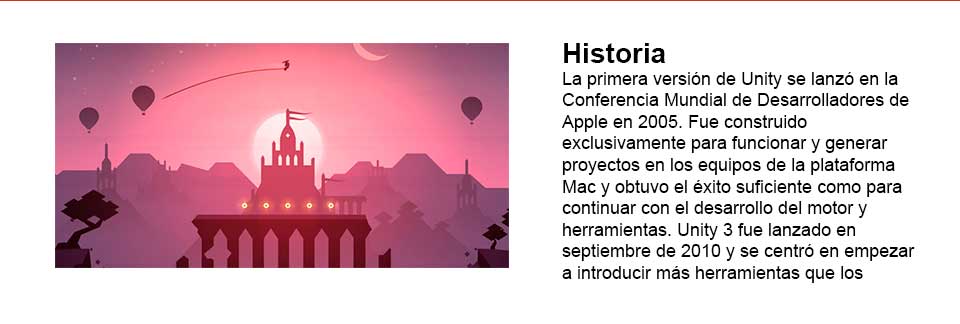 Historia
La primera versión de Unity se lanzó en la
Conferencia Mundial de Desarrolladores de
Apple en 2005. Fue construido
exclusivamente para funcionar y generar
proyectos en los equipos de la plataforma
Mac y obtuvo el éxito suficiente como para
continuar con el desarrollo del motor y
herramientas. Unity 3 fue lanzado en
septiembre de 2010 y se centró en empezar
a introducir más herramientas que los